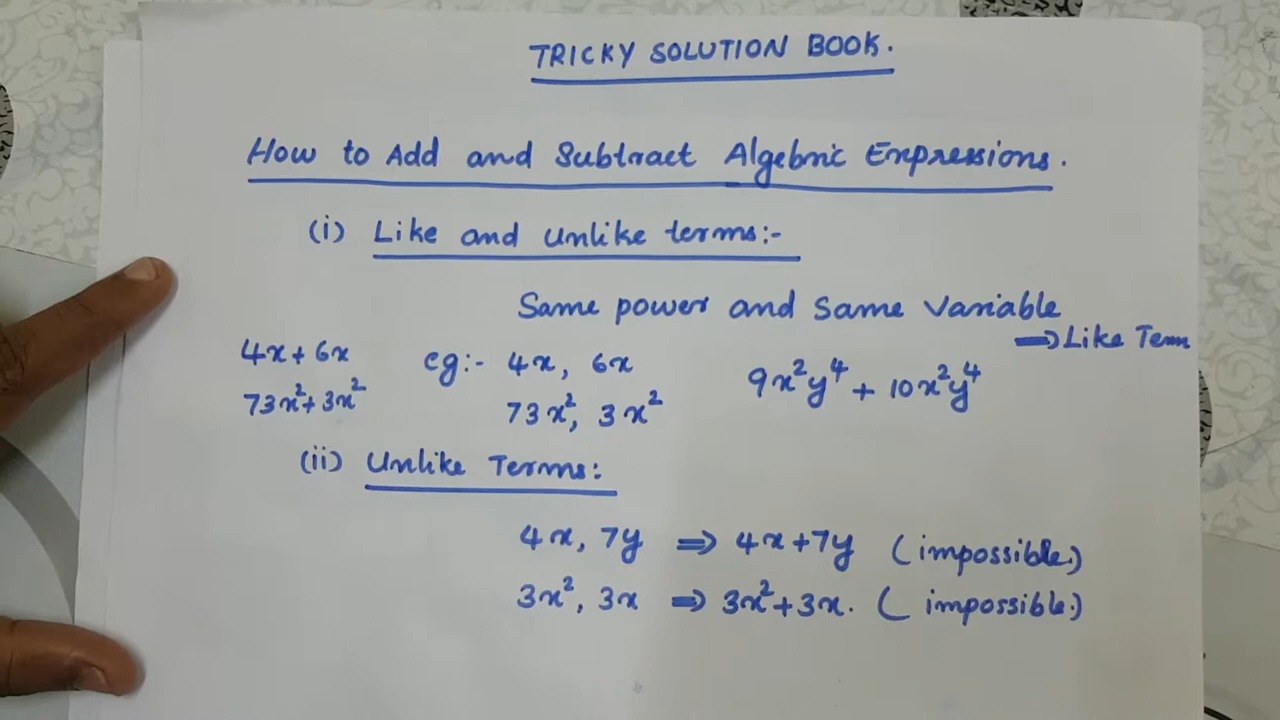 TRICKY SOLUTION BOOK.
How to Add and Subtract Algebric Expressions.
(i) Like and Unlike terms:-
Same power and Same Variable
⇒ Like Term
4x + 6x eg:- 4x, 6x 9x²y⁴ + 10x²y⁴
73x² + 3x² 73x², 3x²
(ii) Unlike Terms:
4x, 7y ⇒ 4x+7y (impossible.)
3x², 3x ⇒ 3x²+3x. (impossible.)